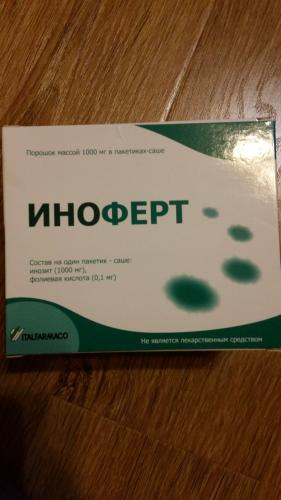 Порошок массой 1000 мг в пакетиках-саше
ИНОФЕРТ
Состав на один пакетик - саше:
инозит (1000 мг),
фолиевая кислота (0,1 мг)
ITALFARMACO
Не является лекарственным средством